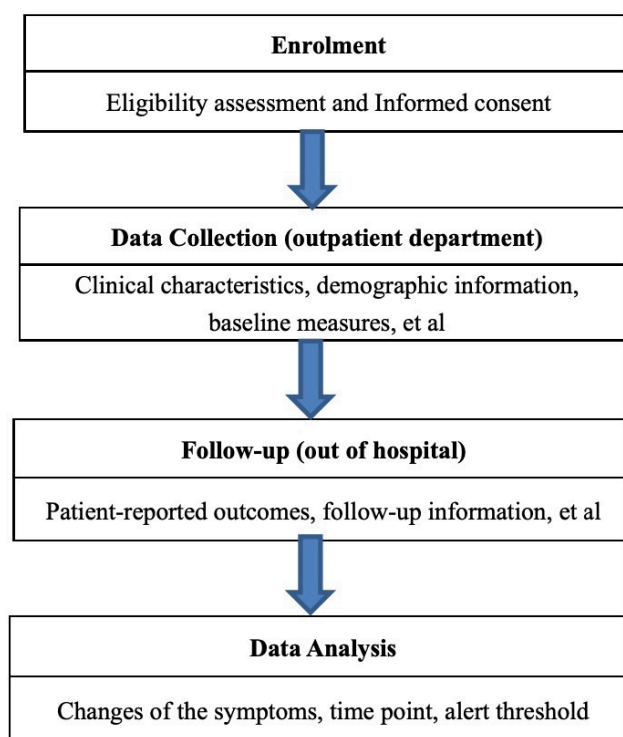 Enrolment
Eligibility assessment and Informed consent
Data Collection (outpatient department)
Clinical characteristics, demographic information,
baseline measures, et al
Follow-up (out of hospital)
Patient-reported outcomes, follow-up information, et al
Data Analysis
Changes of the symptoms, time point, alert threshold